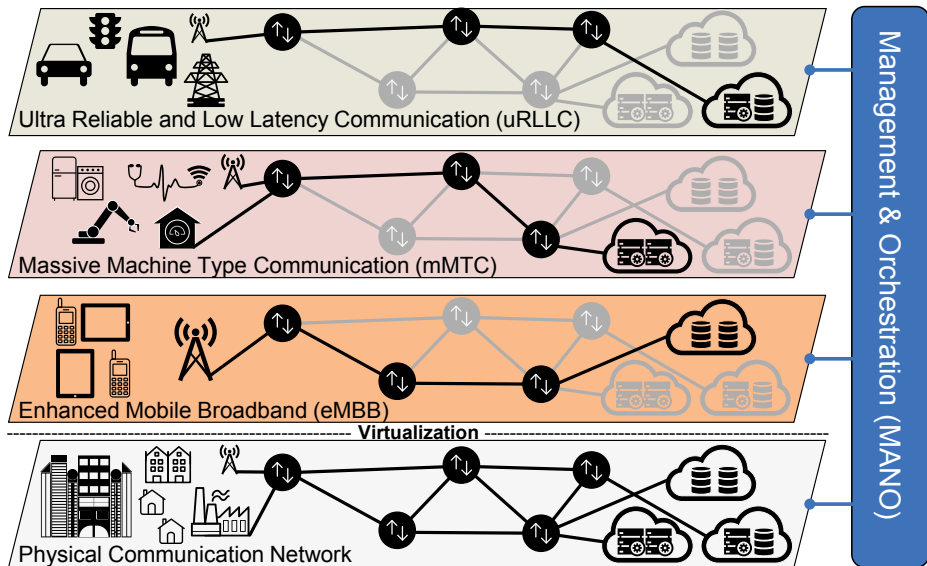 Ultra Reliable and Low Latency Communication (uRLLC)
Massive Machine Type Communication (mMTC)
Enhanced Mobile Broadband (eMBB)
Virtualization
Physical Communication Network
Management & Orchestration (MANO)